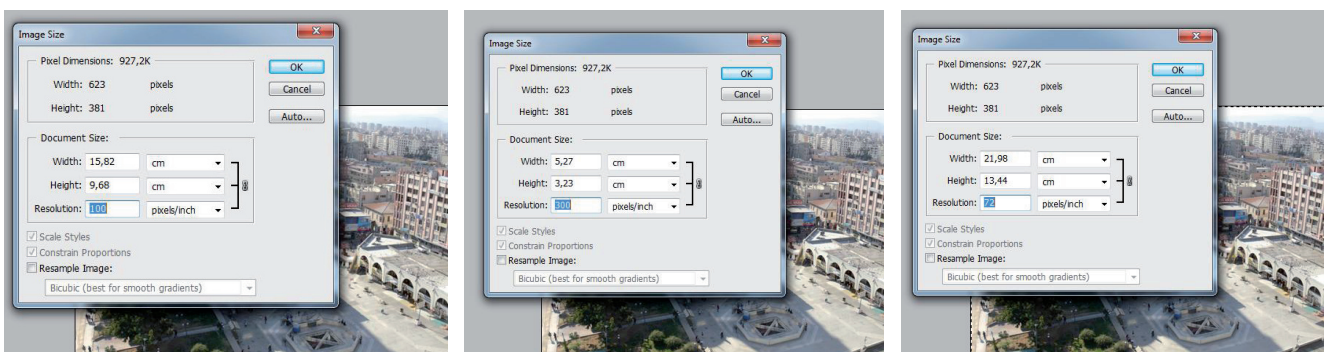 Image Size
Pixel Dimensions: 927,2K
Width: 623 pixels
Height: 381 pixels
Document Size:
Width: 15,82 cm
Height: 9,68 cm
Resolution: 100 pixels/inch
Scale Styles
Constrain Proportions
Resample Image:
Bicubic (best for smooth gradients)
OK
Cancel
Auto...
Image Size
Pixel Dimensions: 927,2K
Width: 623 pixels
Height: 381 pixels
Document Size:
Width: 5,27 cm
Height: 3,23 cm
Resolution: 300 pixels/inch
Scale Styles
Constrain Proportions
Resample Image:
Bicubic (best for smooth gradients)
OK
Cancel
Auto...
Image Size
Pixel Dimensions: 927,2K
Width: 623 pixels
Height: 381 pixels
Document Size:
Width: 21,98 cm
Height: 13,44 cm
Resolution: 72 pixels/inch
Scale Styles
Constrain Proportions
Resample Image:
Bicubic (best for smooth gradients)
OK
Cancel
Auto...